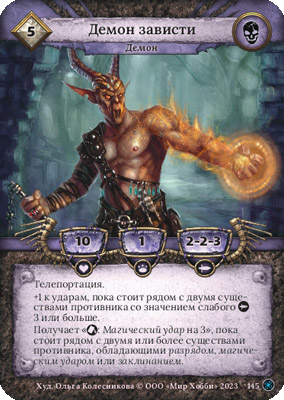 5
Демон зависти
Демон
10
1
2-2-3
Телепортация.
+1 к ударам, пока стоит рядом с двумя суще-
ствами противника со значением слабого
3 или больше.
Получает «: Магический удар на 3», пока
стоит рядом с двумя или более существами
противника, обладающими разрядом, магиче-
ским ударом или заклинанием.
Худ. Ольга Колесникова © ООО «Мир Хобби» 2023 145